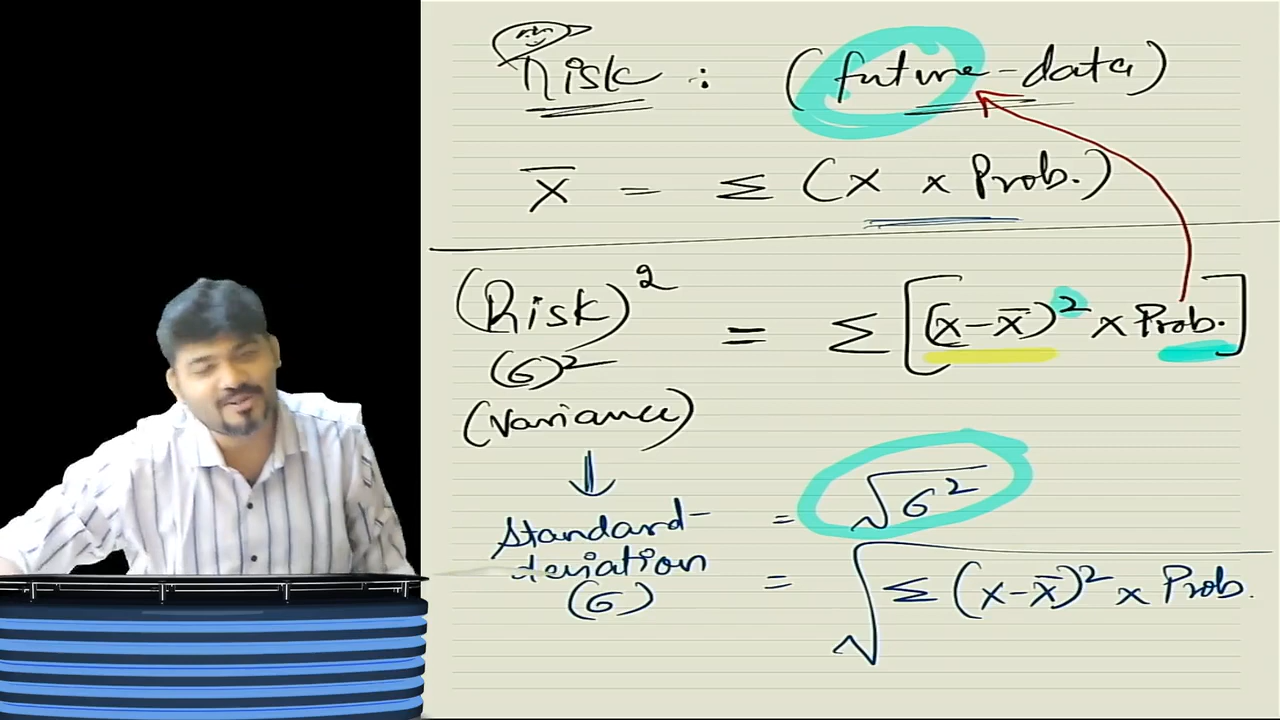 Risk : (future-data)
x̄ = Σ (x x Prob.)
(Risk)² = Σ [(x-x̄)² x Prob.]
(σ)²
(Variance)
↓
Standard- = √σ²
deviation = √Σ (x-x̄)² x Prob.
(σ)